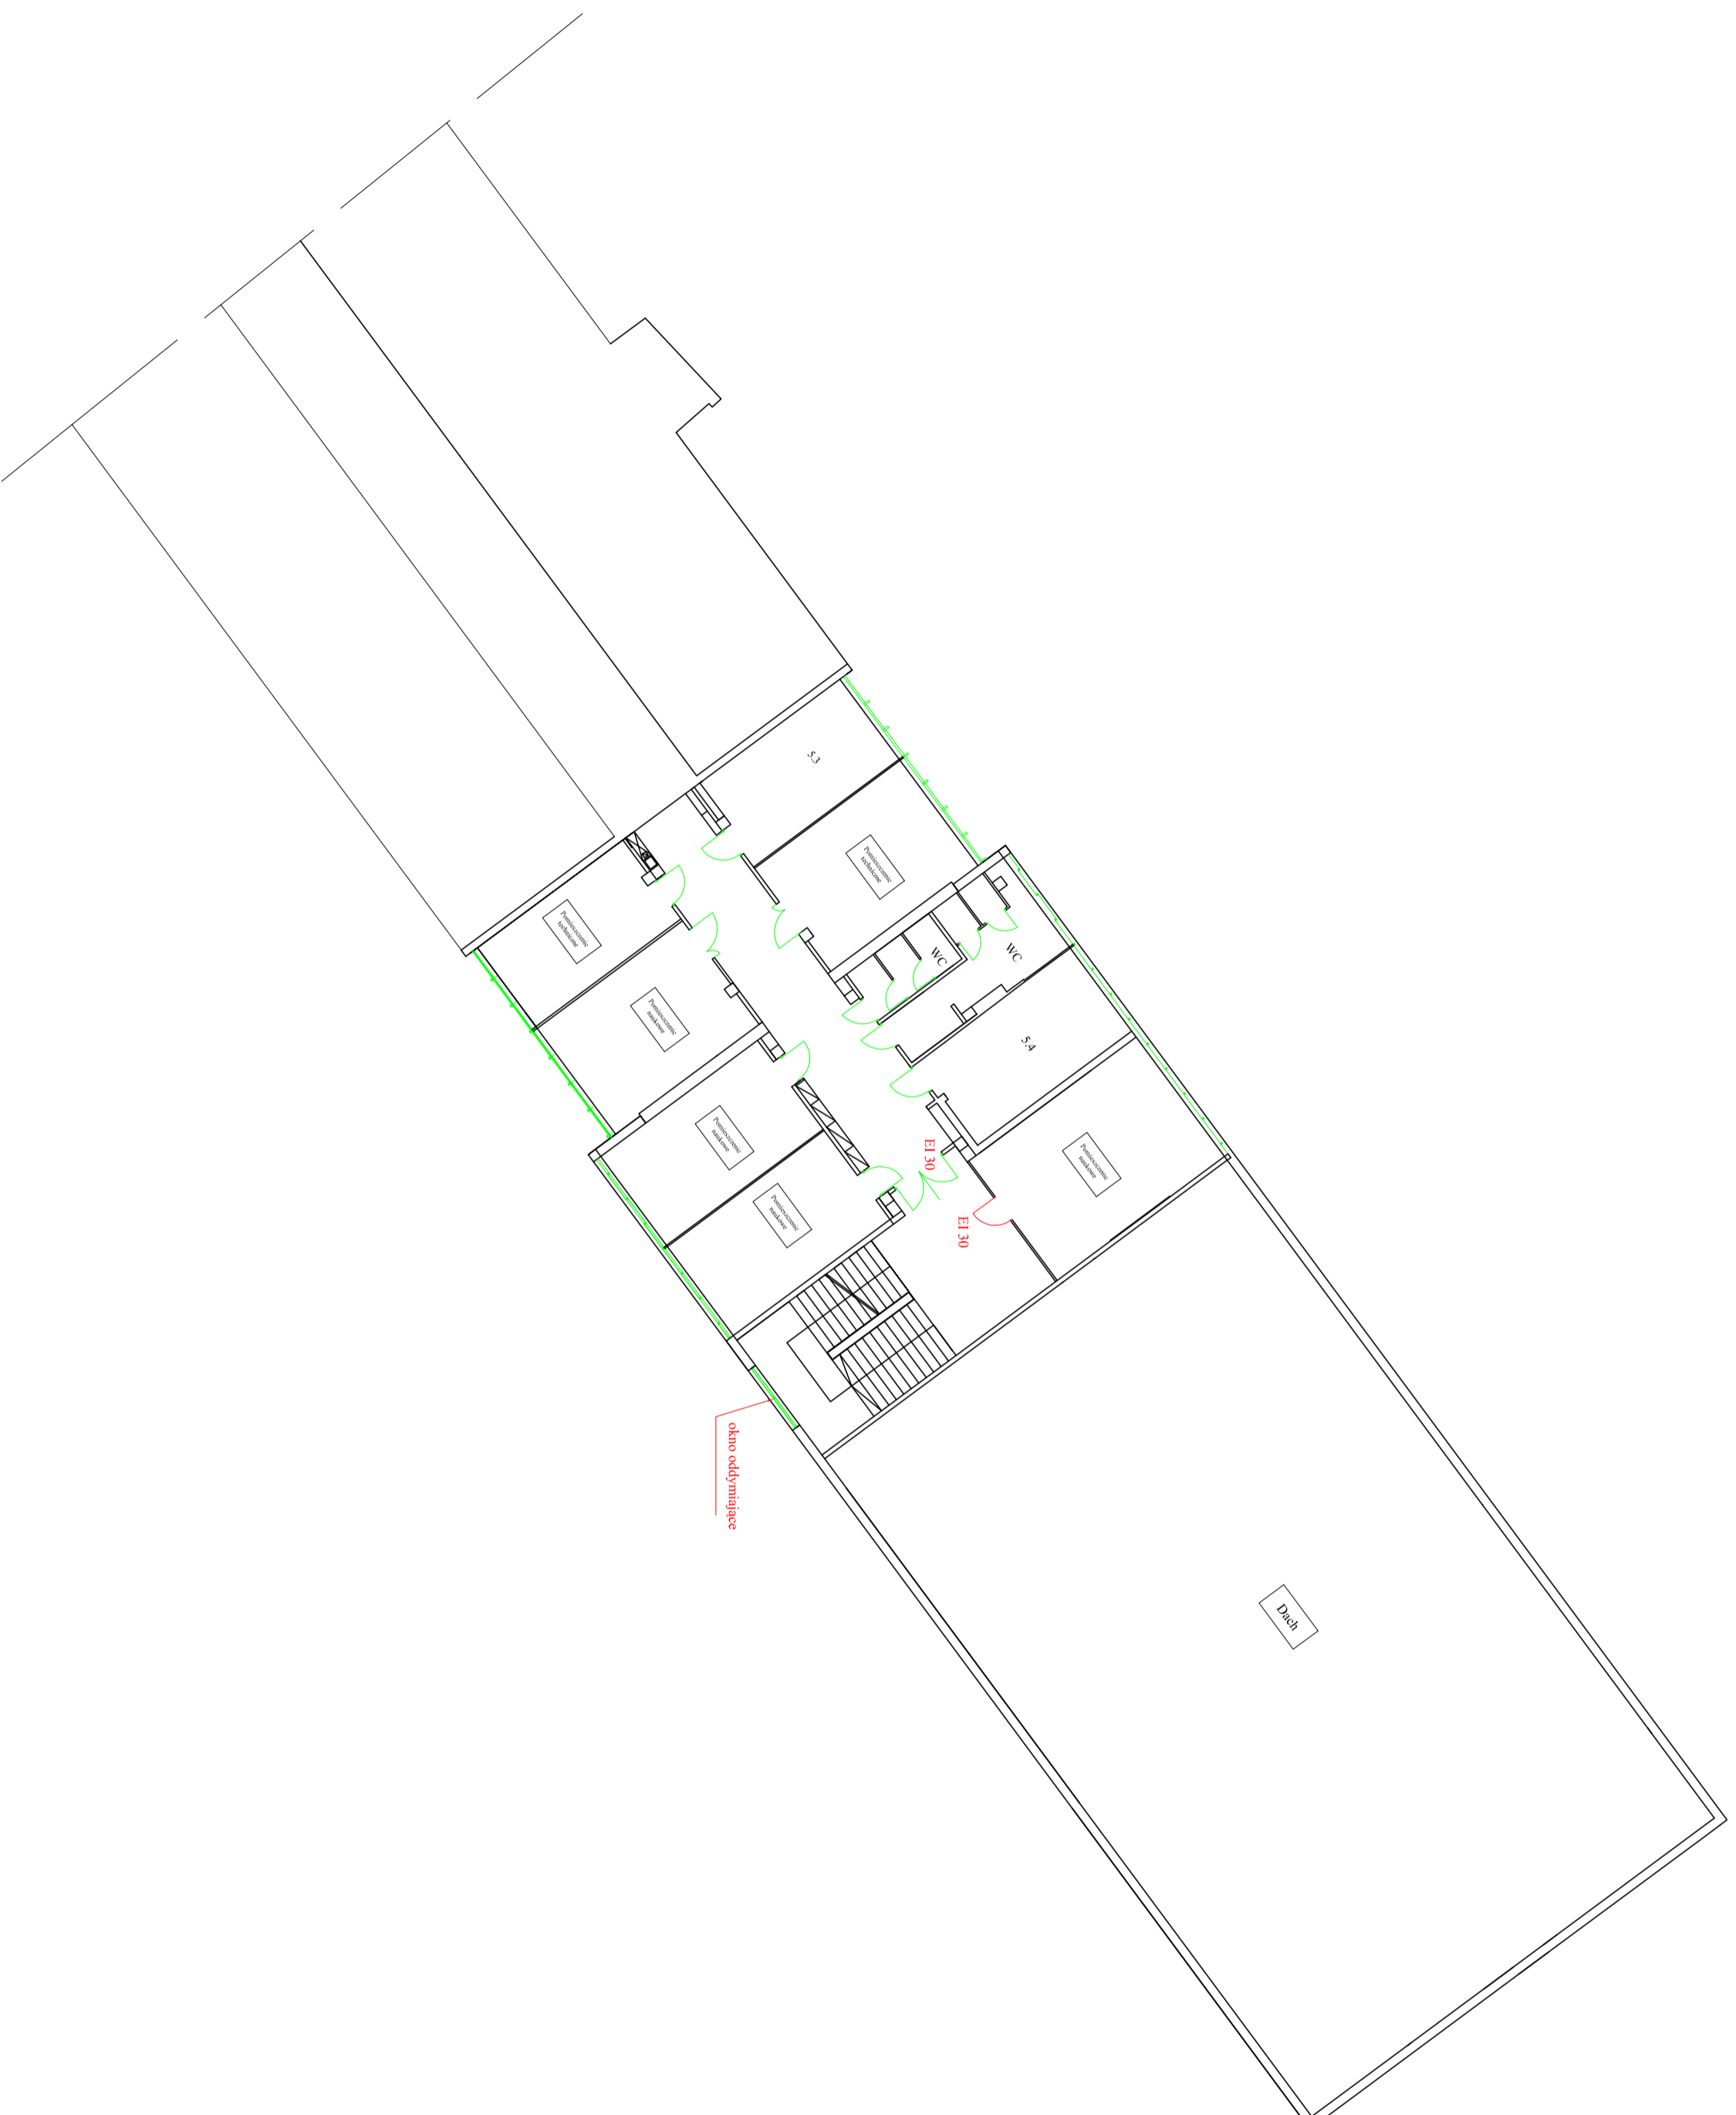 5.3
Pomieszczenie
techniczne
Pomieszczenie
techniczne
WC
WC
Pomieszczenie
naukowe
5.4
Pomieszczenie
naukowe
EI 30
Pomieszczenie
naukowe
Pomieszczenie
naukowe
EI 30
okno oddymiające
Dach